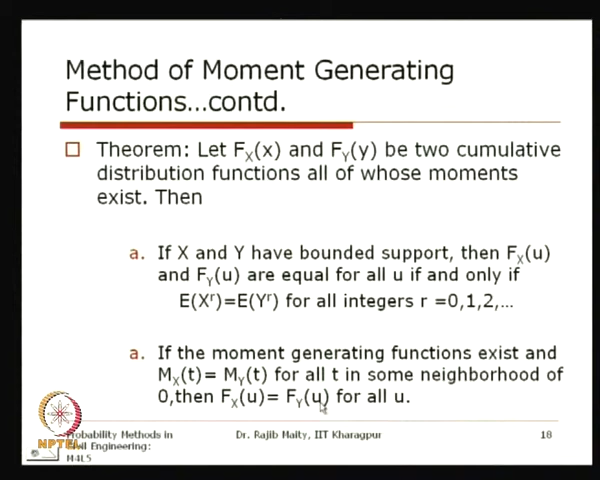 Method of Moment Generating
Functions...contd.
Theorem: Let F_X(x) and F_Y(y) be two cumulative
distribution functions all of whose moments
exist. Then
a. If X and Y have bounded support, then F_X(u)
and F_Y(u) are equal for all u if and only if
E(X^r)=E(Y^r) for all integers r =0,1,2,...
a. If the moment generating functions exist and
M_X(t)= M_Y(t) for all t in some neighborhood of
0,then F_X(u)= F_Y(u) for all u.
Probability Methods in
Civil Engineering:
M4L5
Dr. Rajib Maity, IIT Kharagpur
18
NPTEL